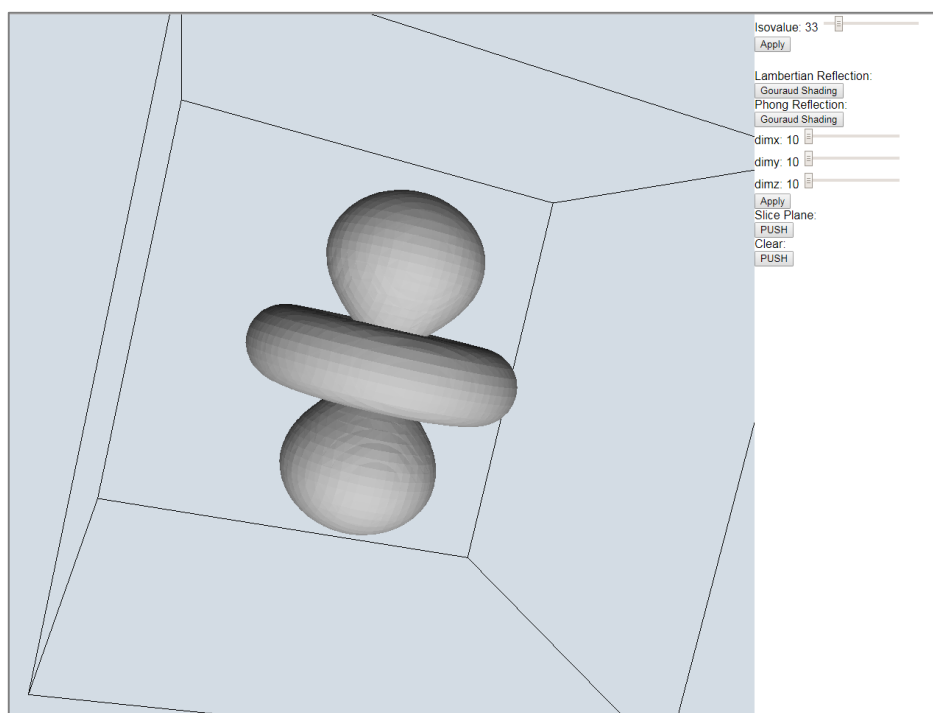 Isovalue: 33
Apply
Lambertian Reflection:
Gouraud Shading
Phong Reflection:
Gouraud Shading
dimx: 10
dimy: 10
dimz: 10
Apply
Slice Plane:
PUSH
Clear:
PUSH